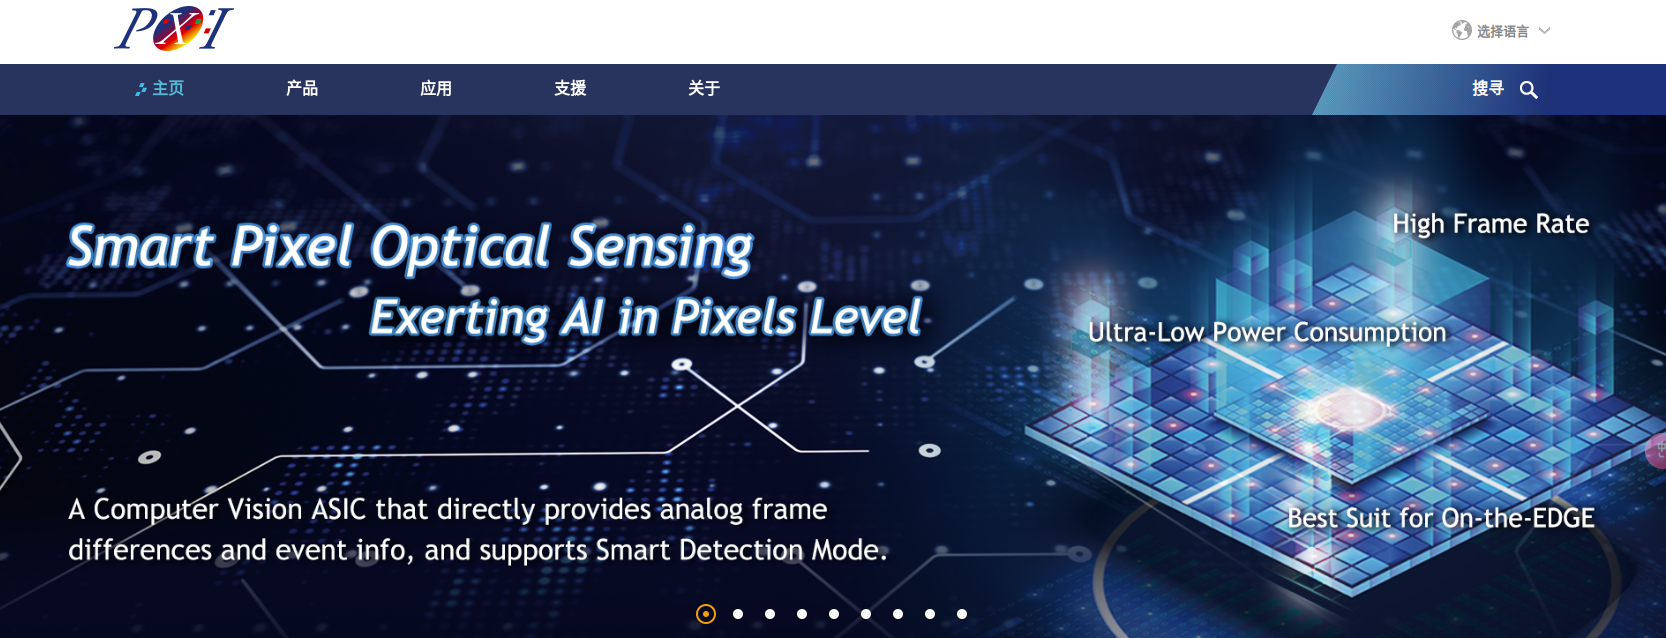 PXI
选择语言
主页
产品
应用
支援
关于
搜寻
Smart Pixel Optical Sensing
Exerting AI in Pixels Level
High Frame Rate
Ultra-Low Power Consumption
Best Suit for On-the-EDGE
A Computer Vision ASIC that directly provides analog frame
differences and event info, and supports Smart Detection Mode.